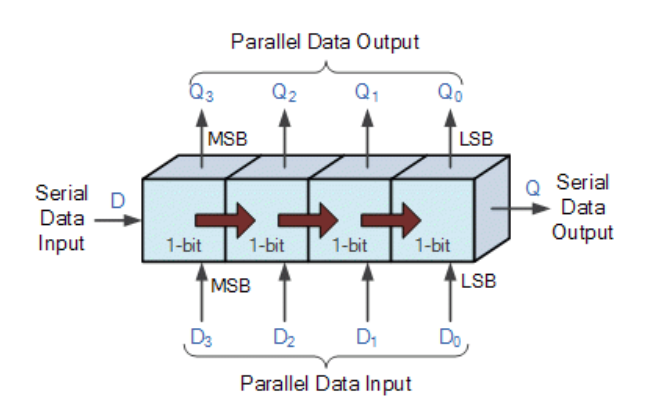 Parallel Data Output
Q₃ Q₂ Q₁ Q₀
MSB LSB
Serial
Data
Input
D
Q
Serial
Data
Output
1-bit 1-bit 1-bit 1-bit
MSB LSB
D₃ D₂ D₁ D₀
Parallel Data Input